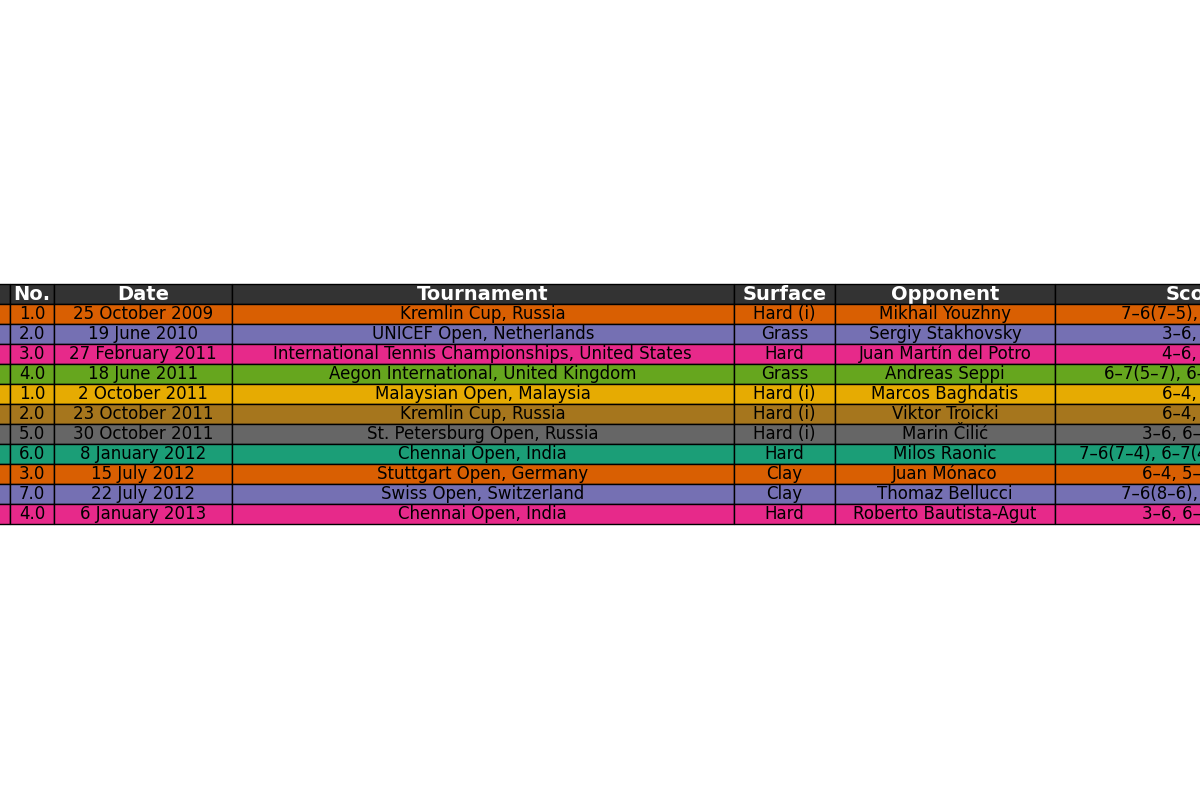 No. Date Tournament Surface Opponent Sco
1.0 25 October 2009 Kremlin Cup, Russia Hard (i) Mikhail Youzhny 7–6(7–5),
2.0 19 June 2010 UNICEF Open, Netherlands Grass Sergiy Stakhovsky 3–6,
3.0 27 February 2011 International Tennis Championships, United States Hard Juan Martín del Potro 4–6,
4.0 18 June 2011 Aegon International, United Kingdom Grass Andreas Seppi 6–7(5–7), 6–
1.0 2 October 2011 Malaysian Open, Malaysia Hard (i) Marcos Baghdatis 6–4,
2.0 23 October 2011 Kremlin Cup, Russia Hard (i) Viktor Troicki 6–4,
5.0 30 October 2011 St. Petersburg Open, Russia Hard (i) Marin Čilić 3–6, 6–
6.0 8 January 2012 Chennai Open, India Hard Milos Raonic 7–6(7–4), 6–7(4
3.0 15 July 2012 Stuttgart Open, Germany Clay Juan Mónaco 6–4, 5–
7.0 22 July 2012 Swiss Open, Switzerland Clay Thomaz Bellucci 7–6(8–6),
4.0 6 January 2013 Chennai Open, India Hard Roberto Bautista-Agut 3–6, 6–